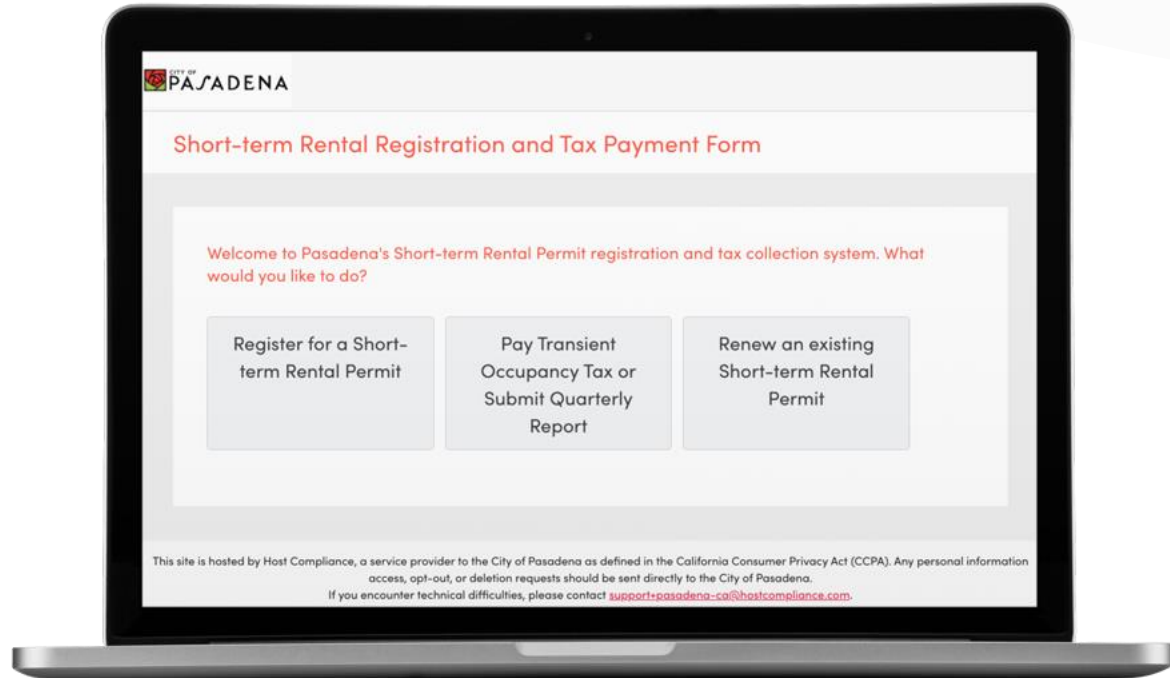 CITY OF
PASADENA
Short-term Rental Registration and Tax Payment Form
Welcome to Pasadena's Short-term Rental Permit registration and tax collection system. What
would you like to do?
Register for a Short-
term Rental Permit
Pay Transient
Occupancy Tax or
Submit Quarterly
Report
Renew an existing
Short-term Rental
Permit
This site is hosted by Host Compliance, a service provider to the City of Pasadena as defined in the California Consumer Privacy Act (CCPA). Any personal information
access, opt-out, or deletion requests should be sent directly to the City of Pasadena.
If you encounter technical difficulties, please contact support+pasadena-ca@hostcompliance.com.